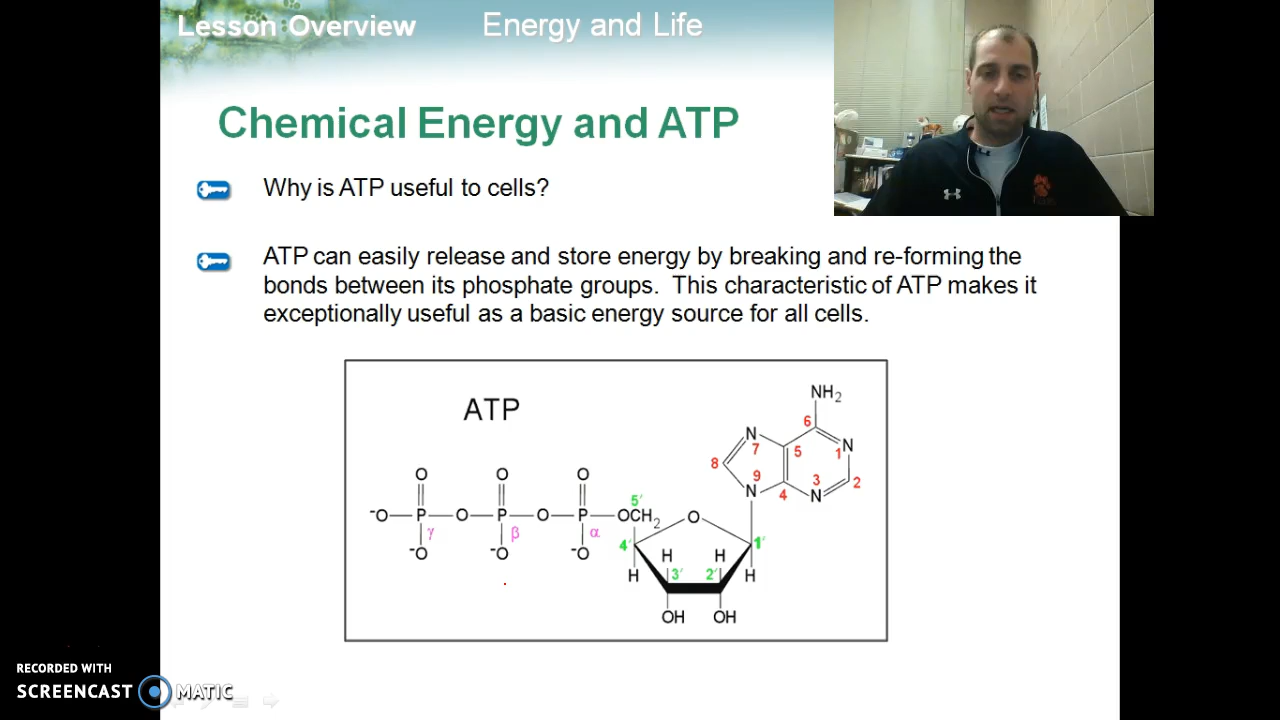 Lesson Overview
Energy and Life
Chemical Energy and ATP
Why is ATP useful to cells?
ATP can easily release and store energy by breaking and re-forming the
bonds between its phosphate groups. This characteristic of ATP makes it
exceptionally useful as a basic energy source for all cells.
ATP
NH2
6
N
7
5
1
N
8
9
3
2
N
4
N
O
O
O
5′
⁻O
P
O
P
O
P
OCH2
O
γ
β
α
4′
1′
⁻O
⁻O
⁻O
H
H
H
3′
2′
H
OH
OH
RECORDED WITH
SCREENCAST MATIC